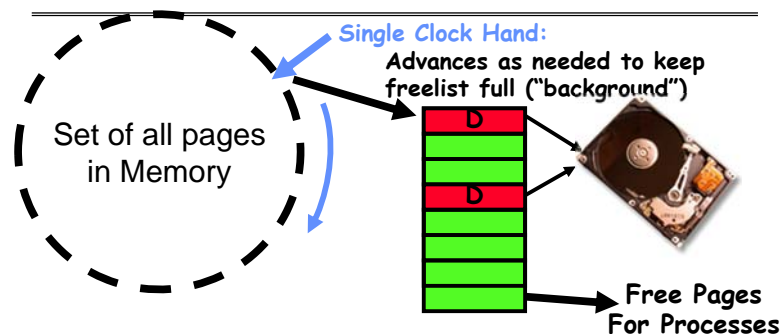 Single Clock Hand:
Advances as needed to keep
freelist full ("background")
Set of all pages
in Memory
D
D
Free Pages
For Processes